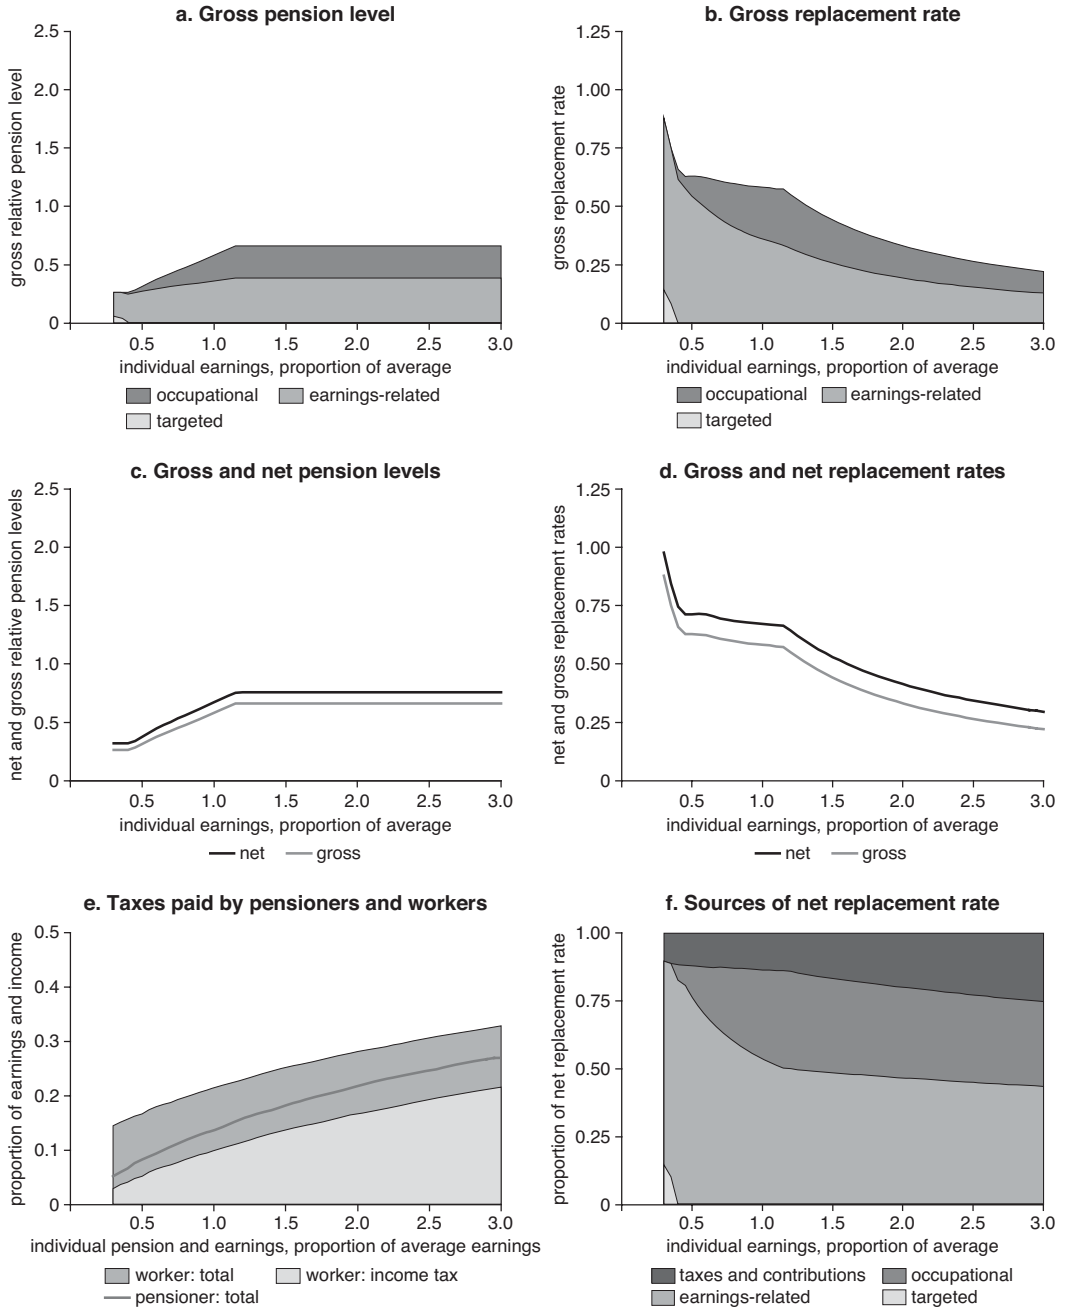 a. Gross pension level
gross relative pension level
2.5
2.0
1.5
1.0
0.5
0
0.5 1.0 1.5 2.0 2.5 3.0
individual earnings, proportion of average
occupational earnings-related
targeted
b. Gross replacement rate
gross replacement rate
1.25
1.00
0.75
0.50
0.25
0
0.5 1.0 1.5 2.0 2.5 3.0
individual earnings, proportion of average
occupational earnings-related
targeted
c. Gross and net pension levels
net and gross relative pension levels
2.5
2.0
1.5
1.0
0.5
0
0.5 1.0 1.5 2.0 2.5 3.0
individual earnings, proportion of average
net gross
d. Gross and net replacement rates
net and gross replacement rates
1.25
1.00
0.75
0.50
0.25
0
0.5 1.0 1.5 2.0 2.5 3.0
individual earnings, proportion of average
net gross
e. Taxes paid by pensioners and workers
proportion of earnings and income
0.5
0.4
0.3
0.2
0.1
0
0.5 1.0 1.5 2.0 2.5 3.0
individual pension and earnings, proportion of average earnings
worker: total worker: income tax
pensioner: total
f. Sources of net replacement rate
proportion of net replacement rate
1.00
0.75
0.50
0.25
0
0.5 1.0 1.5 2.0 2.5 3.0
individual earnings, proportion of average
taxes and contributions occupational
earnings-related targeted